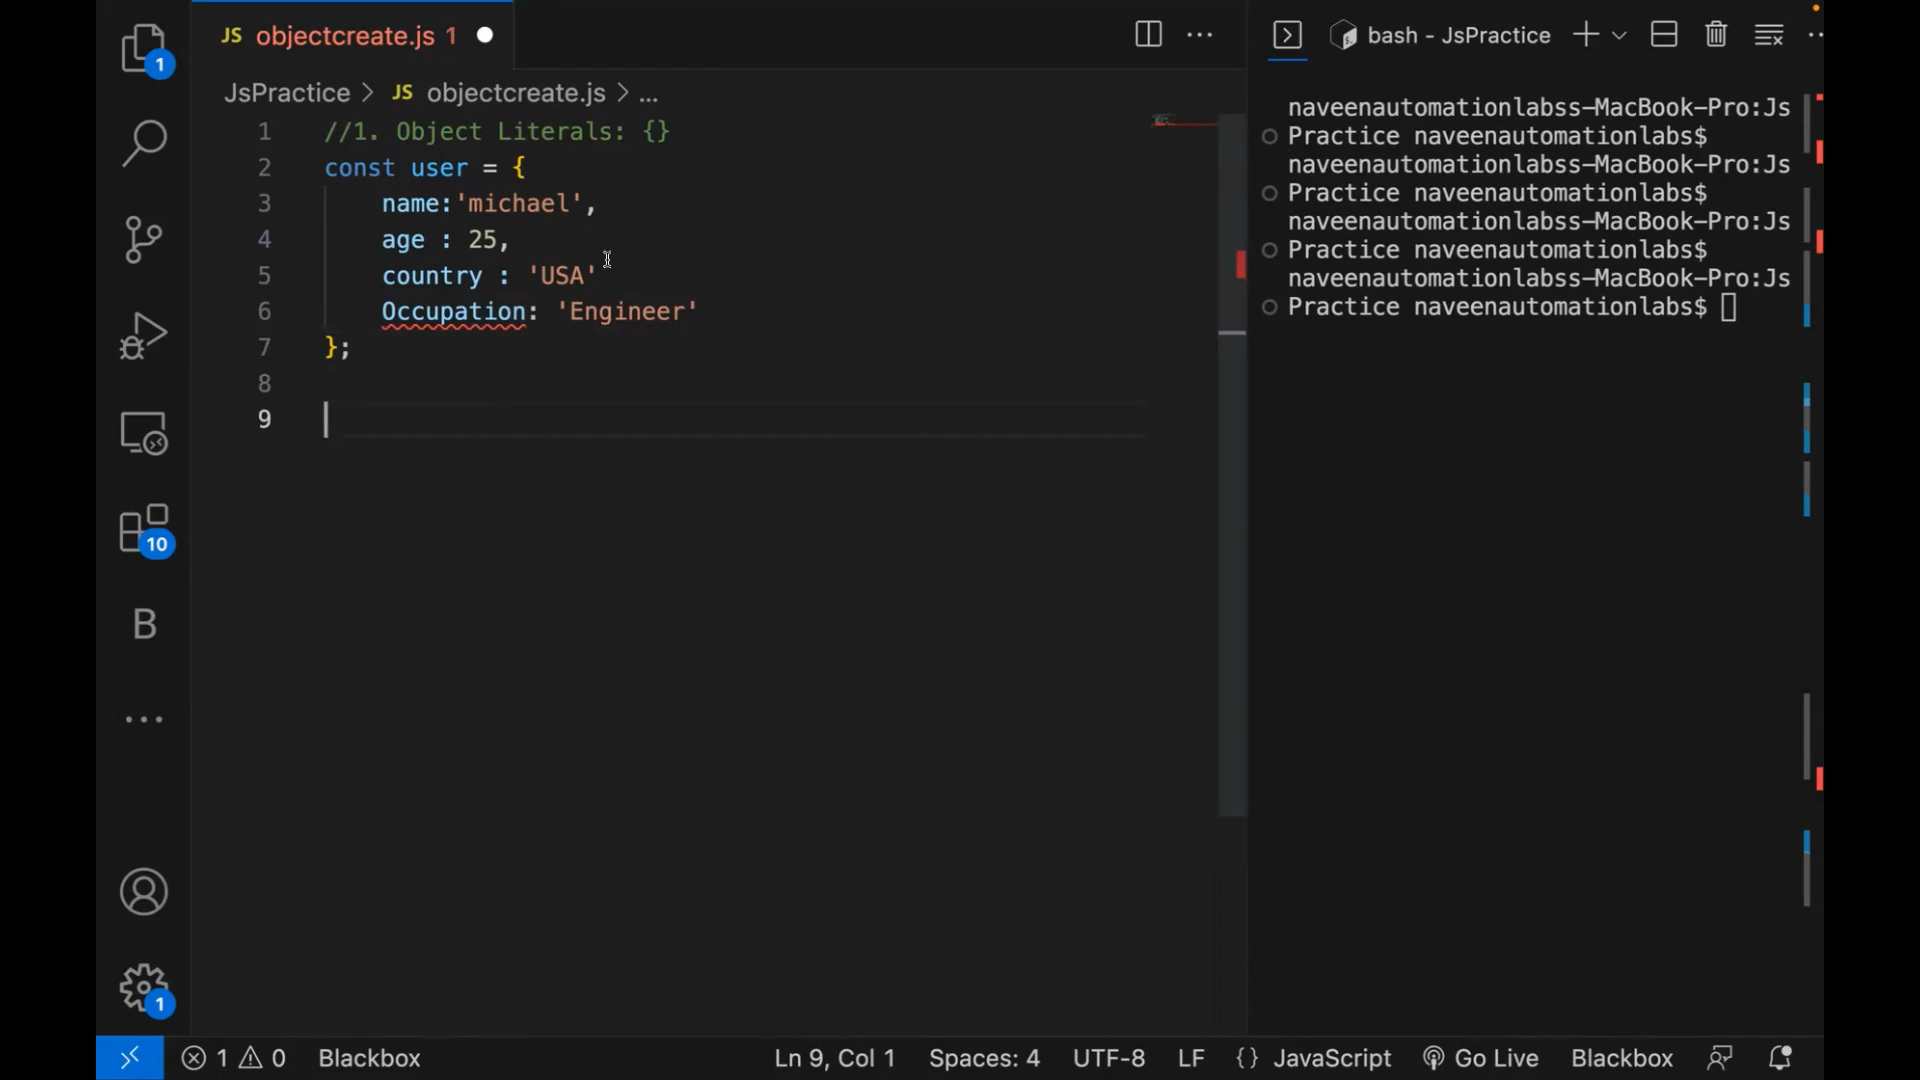 JS objectcreate.js 1
bash - JsPractice
JsPractice > JS objectcreate.js > ...
1 //1. Object Literals: {}
2 const user = {
3 name:'michael',
4 age : 25,
5 country : 'USA'
6 Occupation: 'Engineer'
7 };
8
9
naveenautomationlabss-MacBook-Pro:Js
Practice naveenautomationlabs$
naveenautomationlabss-MacBook-Pro:Js
Practice naveenautomationlabs$
naveenautomationlabss-MacBook-Pro:Js
Practice naveenautomationlabs$
naveenautomationlabss-MacBook-Pro:Js
Practice naveenautomationlabs$
1
10
B
1
1 0 Blackbox Ln 9, Col 1 Spaces: 4 UTF-8 LF {} JavaScript Go Live Blackbox